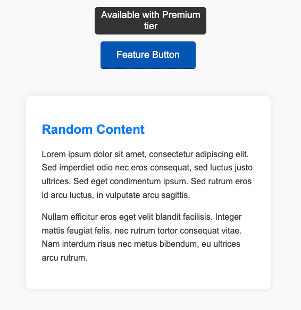 Available with Premium
tier
Feature Button
Random Content
Lorem ipsum dolor sit amet, consectetur adipiscing elit.
Sed imperdiet odio nec eros consequat, sed luctus justo
ultrices. Sed eget condimentum ipsum. Sed rutrum eros
id arcu luctus, in vulputate arcu sagittis.
Nullam efficitur eros eget velit blandit facilisis. Integer
mattis feugiat felis, nec rutrum tortor consequat vitae.
Nam interdum risus nec metus bibendum, eu ultrices
arcu rutrum.